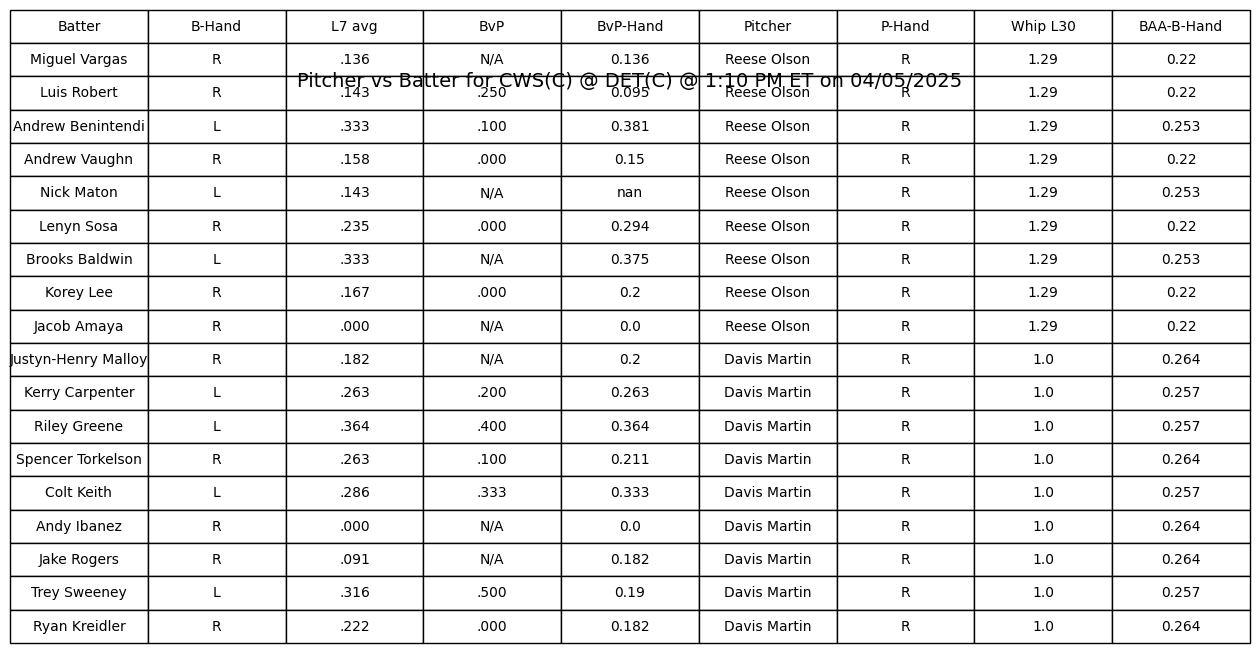 Batter B-Hand L7 avg BvP BvP-Hand Pitcher P-Hand Whip L30 BAA-B-Hand
Miguel Vargas R .136 N/A 0.136 Reese Olson R 1.29 0.22
Pitcher vs Batter for CWS(C) @ DET(C) @ 1:10 PM ET on 04/05/2025
Luis Robert R .143 .250 0.095 Reese Olson R 1.29 0.22
Andrew Benintendi L .333 .100 0.381 Reese Olson R 1.29 0.253
Andrew Vaughn R .158 .000 0.15 Reese Olson R 1.29 0.22
Nick Maton L .143 N/A nan Reese Olson R 1.29 0.253
Lenyn Sosa R .235 .000 0.294 Reese Olson R 1.29 0.22
Brooks Baldwin L .333 N/A 0.375 Reese Olson R 1.29 0.253
Korey Lee R .167 .000 0.2 Reese Olson R 1.29 0.22
Jacob Amaya R .000 N/A 0.0 Reese Olson R 1.29 0.22
Justyn-Henry Malloy R .182 N/A 0.2 Davis Martin R 1.0 0.264
Kerry Carpenter L .263 .200 0.263 Davis Martin R 1.0 0.257
Riley Greene L .364 .400 0.364 Davis Martin R 1.0 0.257
Spencer Torkelson R .263 .100 0.211 Davis Martin R 1.0 0.264
Colt Keith L .286 .333 0.333 Davis Martin R 1.0 0.257
Andy Ibanez R .000 N/A 0.0 Davis Martin R 1.0 0.264
Jake Rogers R .091 N/A 0.182 Davis Martin R 1.0 0.264
Trey Sweeney L .316 .500 0.19 Davis Martin R 1.0 0.257
Ryan Kreidler R .222 .000 0.182 Davis Martin R 1.0 0.264